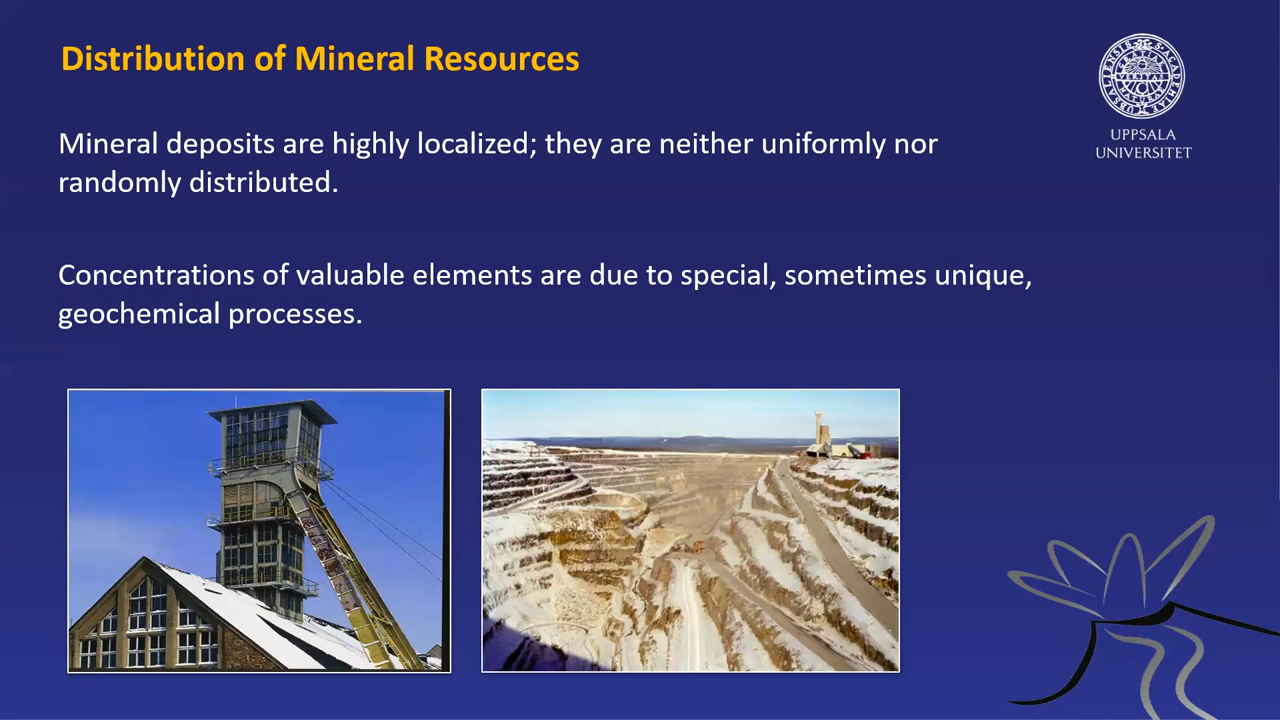 Distribution of Mineral Resources
Mineral deposits are highly localized; they are neither uniformly nor
randomly distributed.
UPPSALA
UNIVERSITET
Concentrations of valuable elements are due to special, sometimes unique,
geochemical processes.